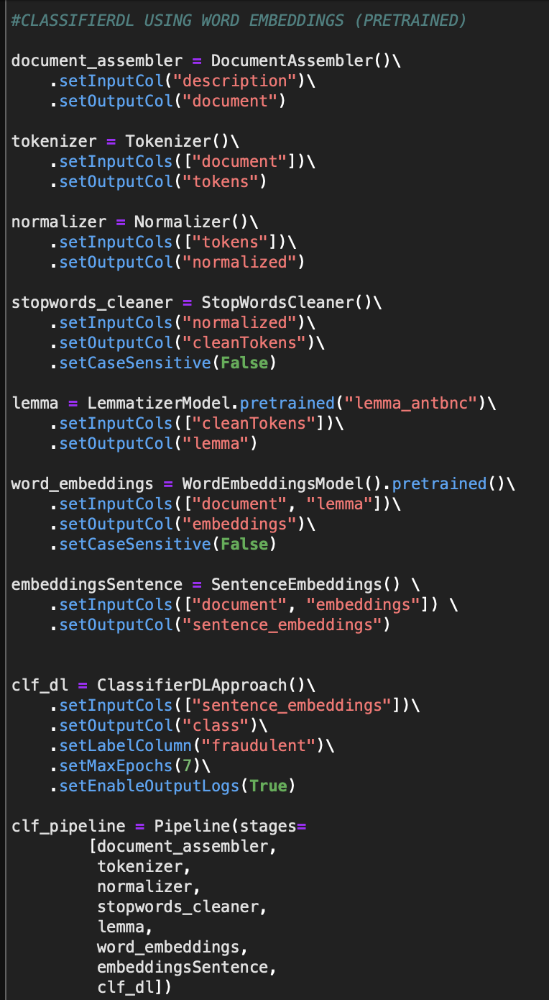 #CLASSIFIERDL USING WORD EMBEDDINGS (PRETRAINED)

document_assembler = DocumentAssembler()\
    .setInputCol("description")\
    .setOutputCol("document")

tokenizer = Tokenizer()\
    .setInputCols(["document"])\
    .setOutputCol("tokens")

normalizer = Normalizer()\
    .setInputCols(["tokens"])\
    .setOutputCol("normalized")

stopwords_cleaner = StopWordsCleaner()\
    .setInputCols("normalized")\
    .setOutputCol("cleanTokens")\
    .setCaseSensitive(False)

lemma = LemmatizerModel.pretrained("lemma_antbnc")\
    .setInputCols(["cleanTokens"])\
    .setOutputCol("lemma")

word_embeddings = WordEmbeddingsModel().pretrained()\
    .setInputCols(["document", "lemma"])\
    .setOutputCol("embeddings")\
    .setCaseSensitive(False)

embeddingsSentence = SentenceEmbeddings() \
    .setInputCols(["document", "embeddings"]) \
    .setOutputCol("sentence_embeddings")


clf_dl = ClassifierDLApproach()\
    .setInputCols(["sentence_embeddings"])\
    .setOutputCol("class")\
    .setLabelColumn("fraudulent")\
    .setMaxEpochs(7)\
    .setEnableOutputLogs(True)

clf_pipeline = Pipeline(stages=
        [document_assembler,
         tokenizer,
         normalizer,
         stopwords_cleaner,
         lemma,
         word_embeddings,
         embeddingsSentence,
         clf_dl])